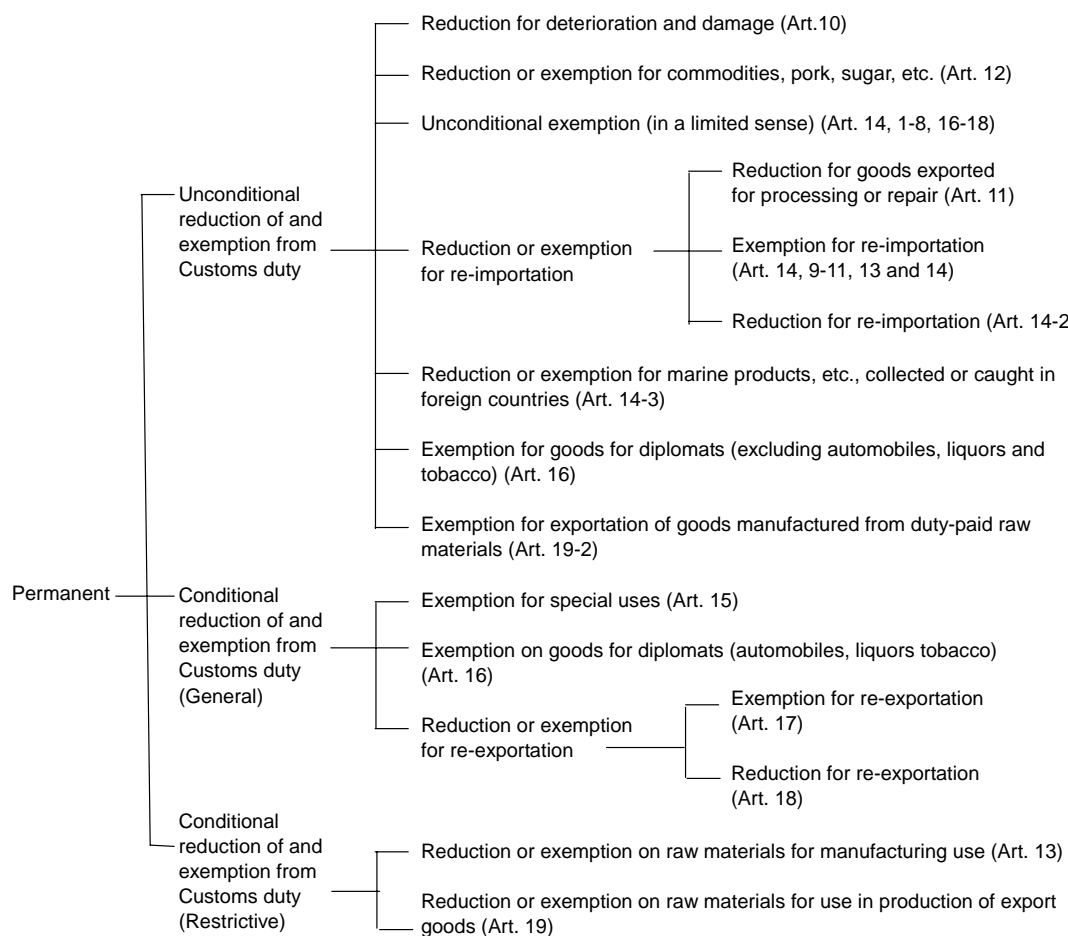 Reduction for deterioration and damage (Art.10)
Reduction or exemption for commodities, pork, sugar, etc. (Art. 12)
Unconditional exemption (in a limited sense) (Art. 14, 1-8, 16-18)
Unconditional
reduction of and
exemption from
Customs duty
Reduction or exemption
for re-importation
Reduction for goods exported
for processing or repair (Art. 11)
Exemption for re-importation
(Art. 14, 9-11, 13 and 14)
Reduction for re-importation (Art. 14-2
Reduction or exemption for marine products, etc., collected or caught in
foreign countries (Art. 14-3)
Exemption for goods for diplomats (excluding automobiles, liquors and
tobacco) (Art. 16)
Exemption for exportation of goods manufactured from duty-paid raw
materials (Art. 19-2)
Permanent
Conditional
reduction of and
exemption from
Customs duty
(General)
Exemption for special uses (Art. 15)
Exemption on goods for diplomats (automobiles, liquors tobacco)
(Art. 16)
Reduction or exemption
for re-exportation
Exemption for re-exportation
(Art. 17)
Reduction for re-exportation
(Art. 18)
Conditional
reduction of and
exemption from
Customs duty
(Restrictive)
Reduction or exemption on raw materials for manufacturing use (Art. 13)
Reduction or exemption on raw materials for use in production of export
goods (Art. 19)